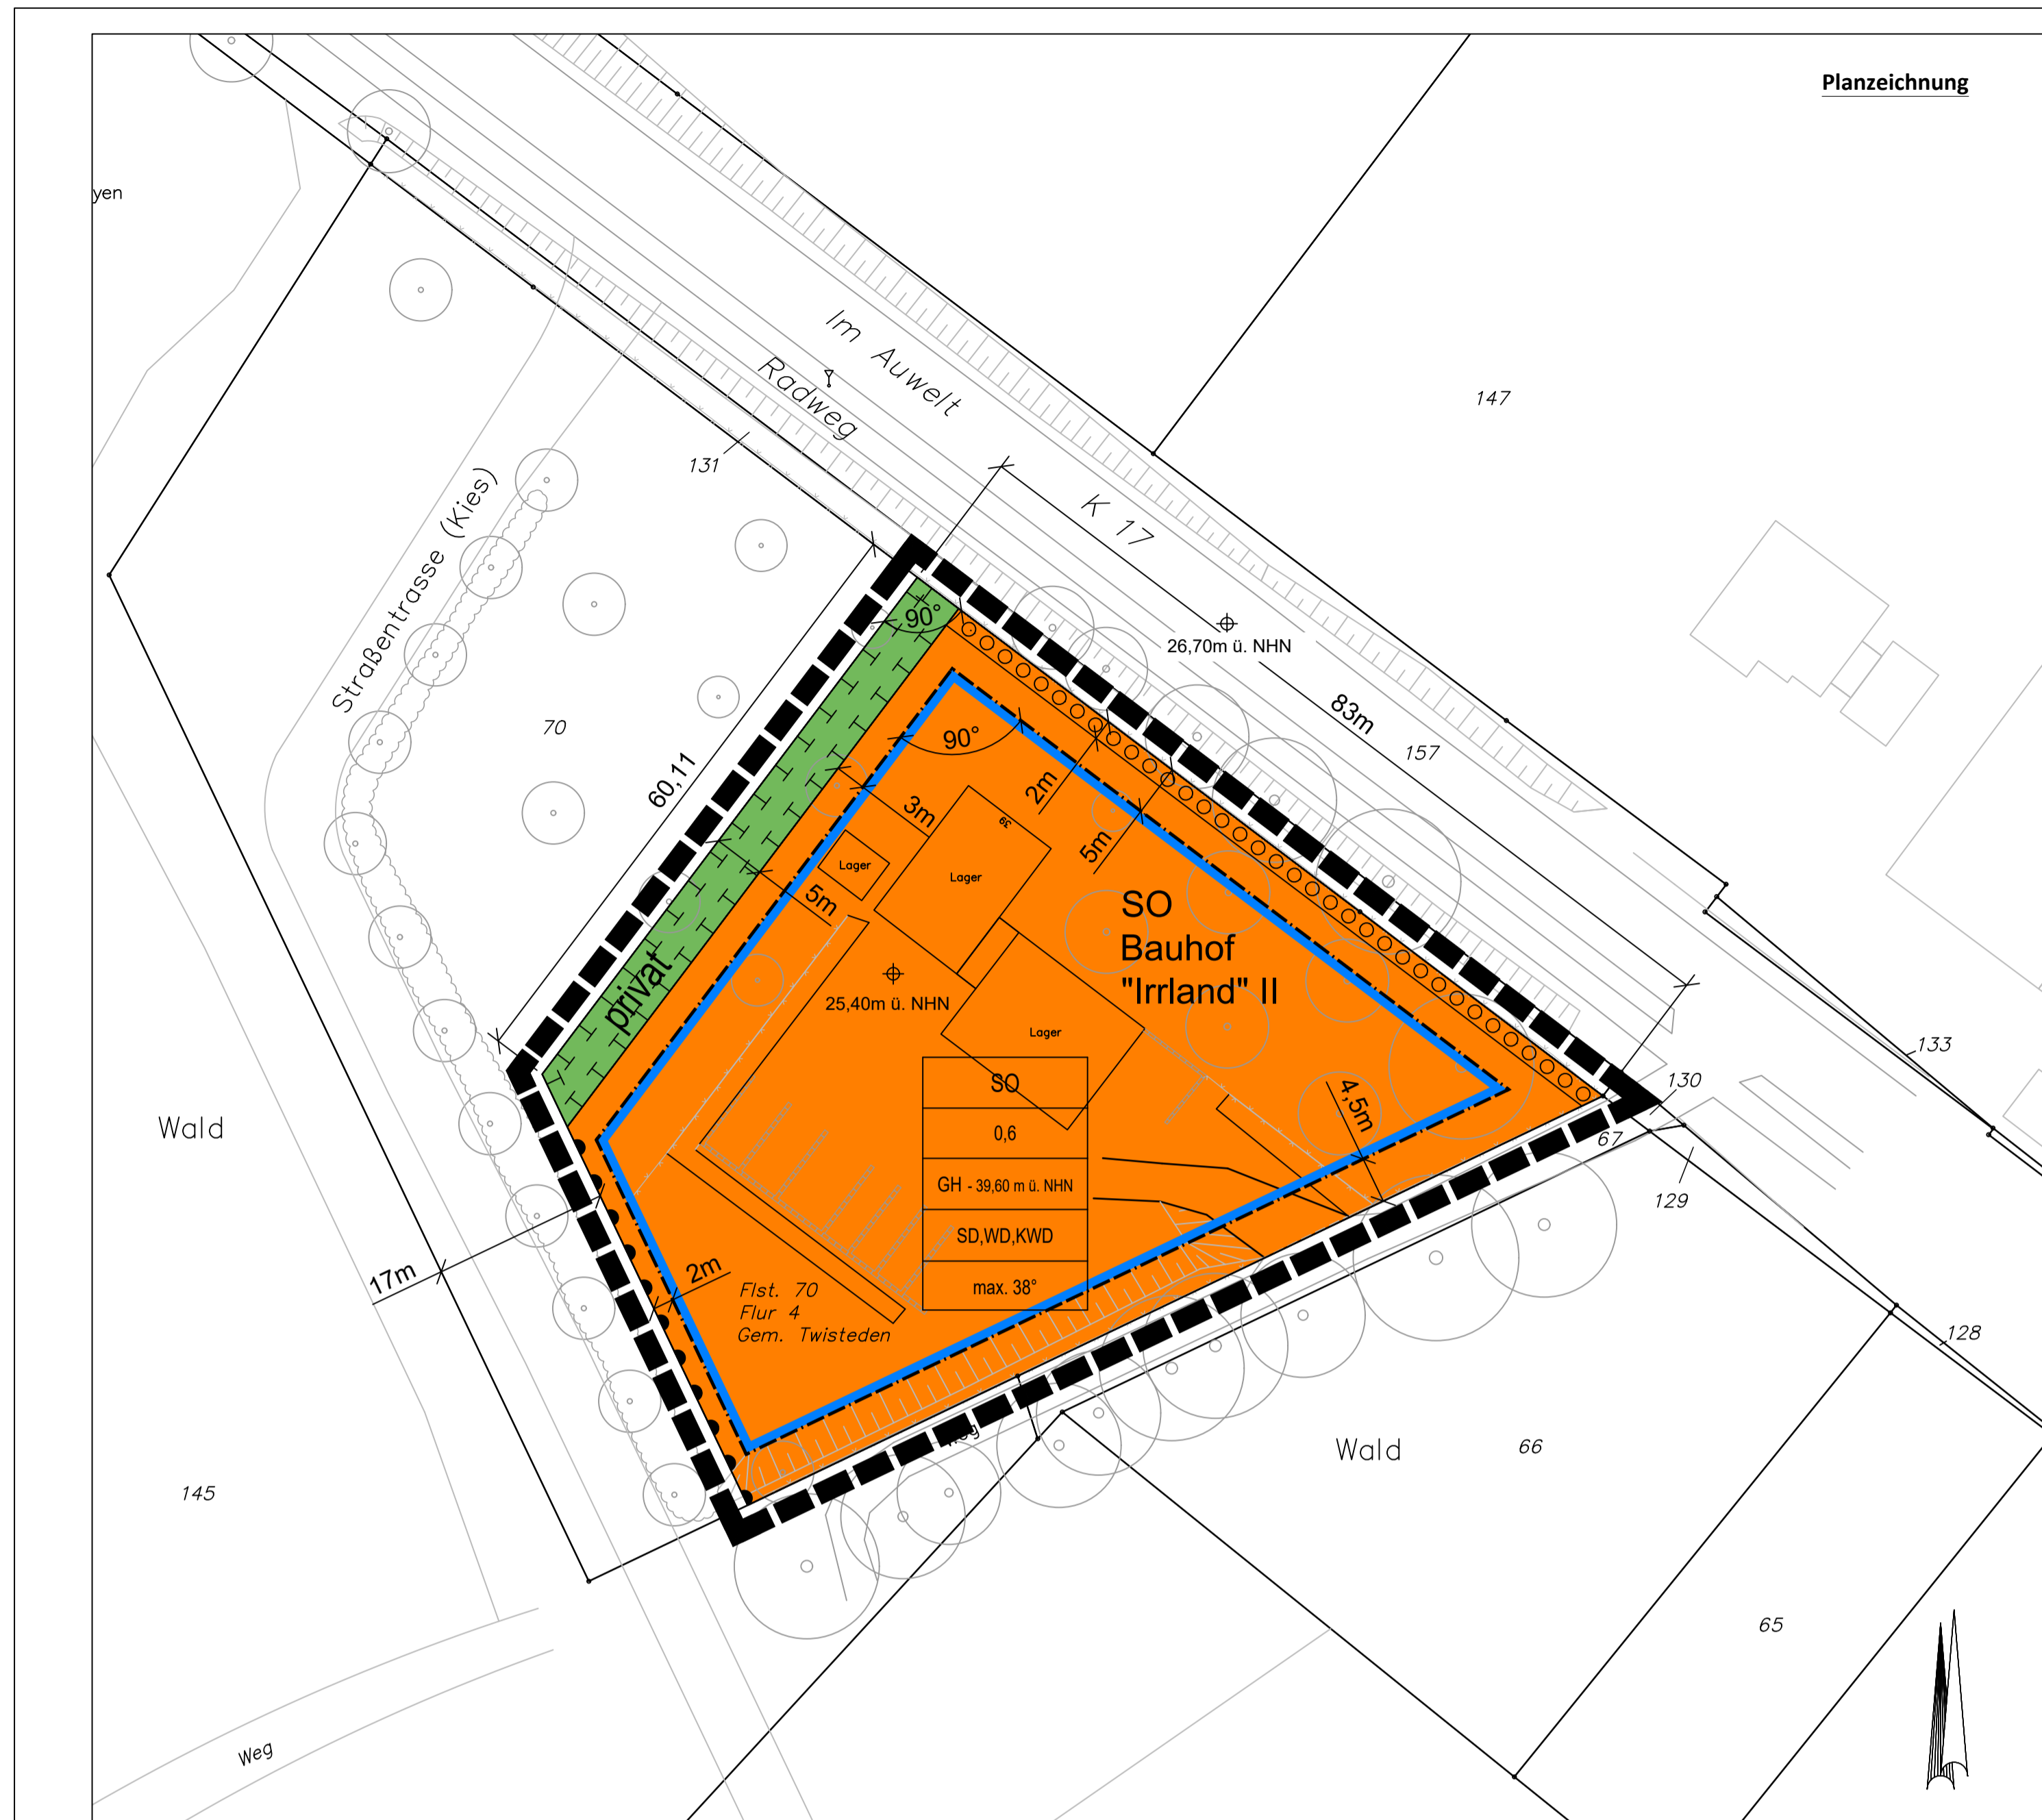 Planzeichnung
yen
Im Auwelt
Radweg
147
131
K 17
Straßentrasse (Kies)
90°
26,70m ü. NHN
83m
157
70
90°
60,11
2m
3m
39
5m
Lager
Lager
5m
SO
Bauhof
"Irrland" II
privat
25,40m ü. NHN
Lager
133
130
SO
4,5m
Wald
0,6
67
GH - 39,60 m ü. NHN
129
SD,WD,KWD
17m
2m
max. 38°
Flst. 70
Flur 4
Gem. Twisteden
128
Wald
66
145
65
Weg